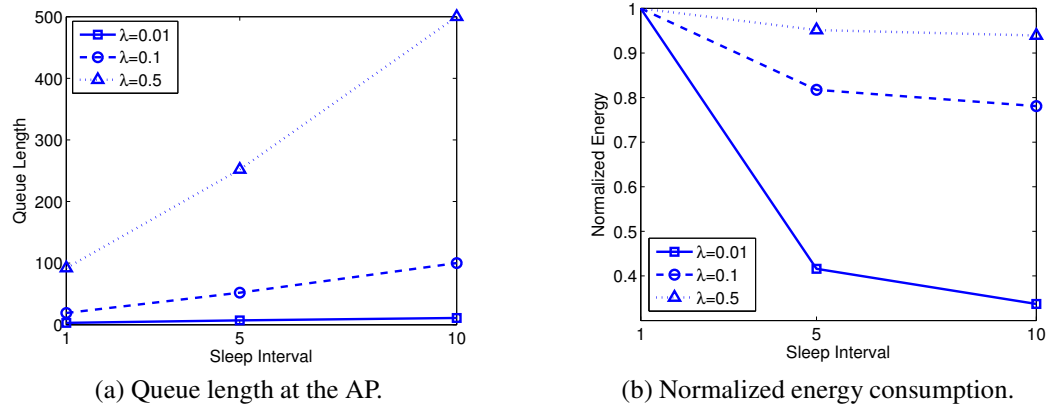 500
400
300
200
100
0
Queue Length
λ=0.01
λ=0.1
λ=0.5
1
5
10
Sleep Interval
(a) Queue length at the AP.
1
0.9
0.8
0.7
0.6
0.5
0.4
Normalized Energy
λ=0.01
λ=0.1
λ=0.5
1
5
10
Sleep Interval
(b) Normalized energy consumption.